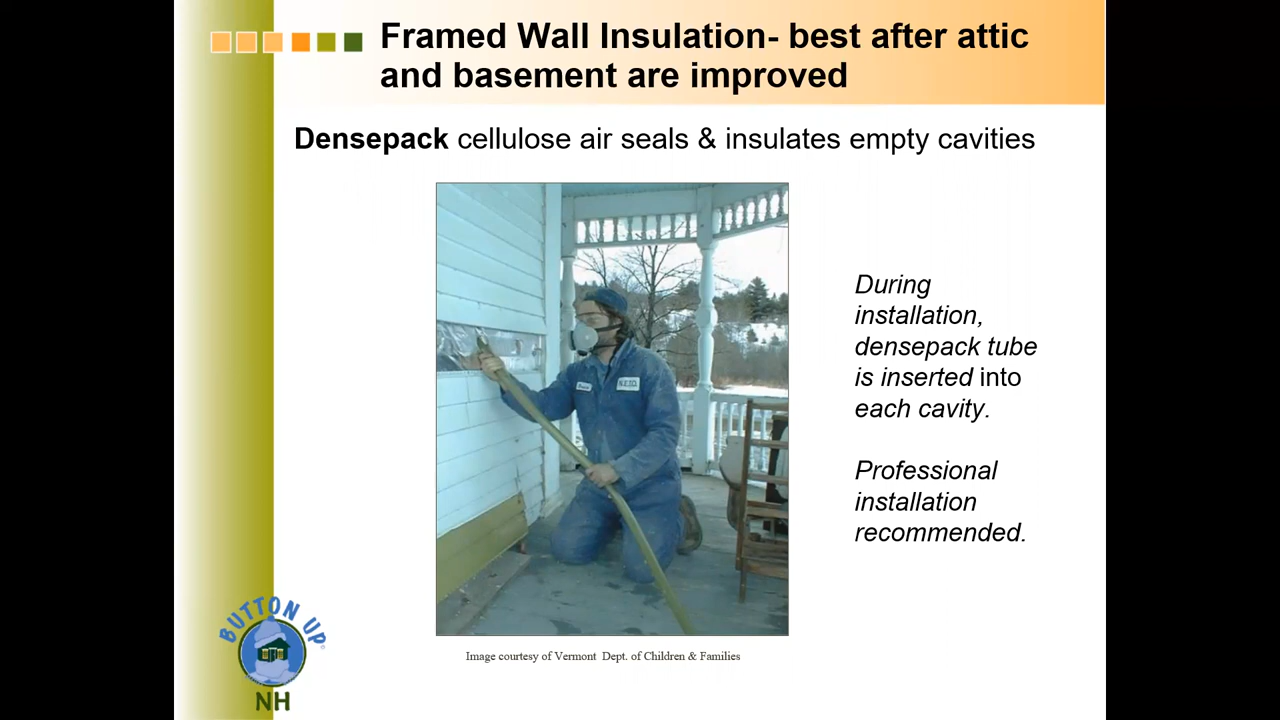 Framed Wall Insulation- best after attic
and basement are improved
Densepack cellulose air seals & insulates empty cavities
During
installation,
densepack tube
is inserted into
each cavity.
Professional
installation
recommended.
N.E.T.O.
Image courtesy of Vermont Dept. of Children & Families
BUTTON UP
NH